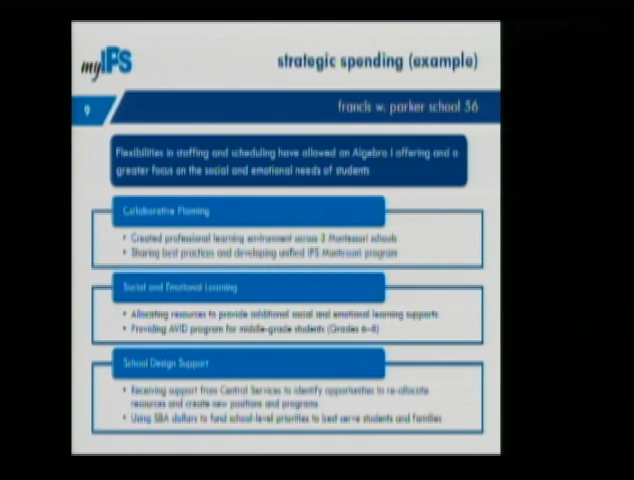 myIPS
strategic spending (example)
9
francis w. parker school 56
Flexibilities in staffing and scheduling have allowed an Algebra I offering and a
greater focus on the social and emotional needs of students
Collaborative Planning
• Created professional learning environment across 3 Montessori schools
• Sharing best practices and developing unified IPS Montessori program
Social and Emotional Learning
• Allocating resources to provide additional social and emotional learning supports
• Providing AVID program for middle-grade students (Grades 6-8)
School Design Support
• Receiving support from Central Services to identify opportunities to re-allocate
resources and create new positions and programs
• Using SBA dollars to fund school-level priorities to best serve students and families